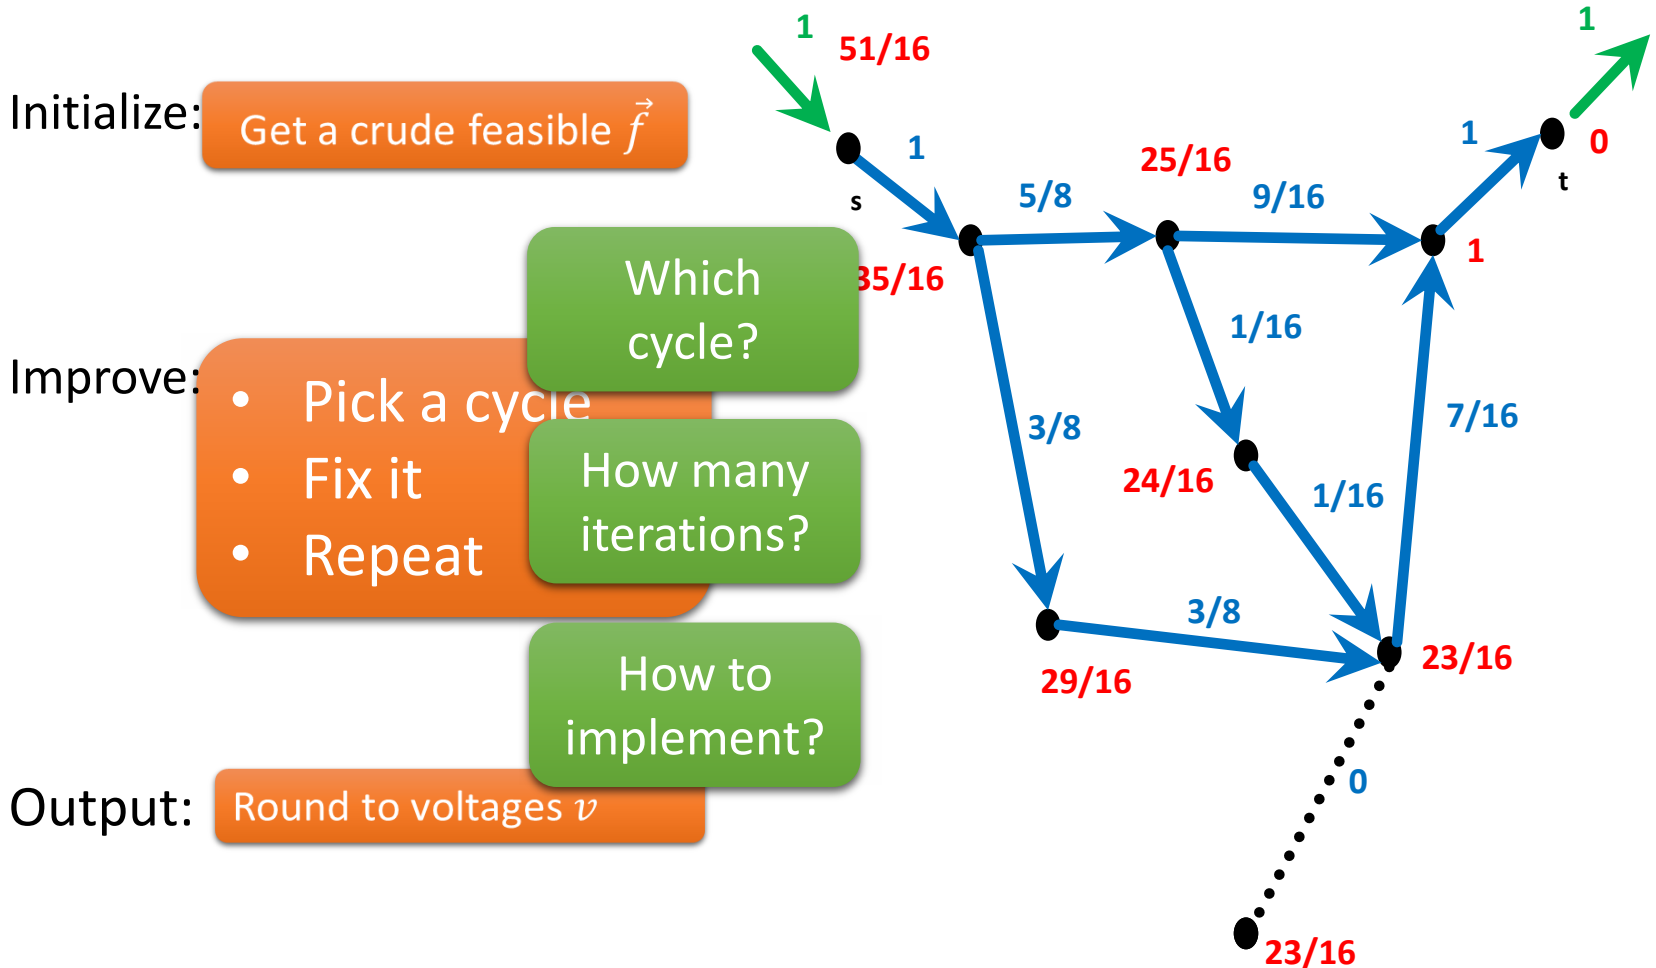 Initialize:
Get a crude feasible f⃗
Improve:
• Pick a cycle
• Fix it
• Repeat
Which
cycle?
How many
iterations?
How to
implement?
Output:
Round to voltages v
1
51/16
1
s
35/16
5/8
25/16
9/16
1
1
0
t
1
1/16
3/8
24/16
1/16
7/16
3/8
29/16
23/16
0
23/16